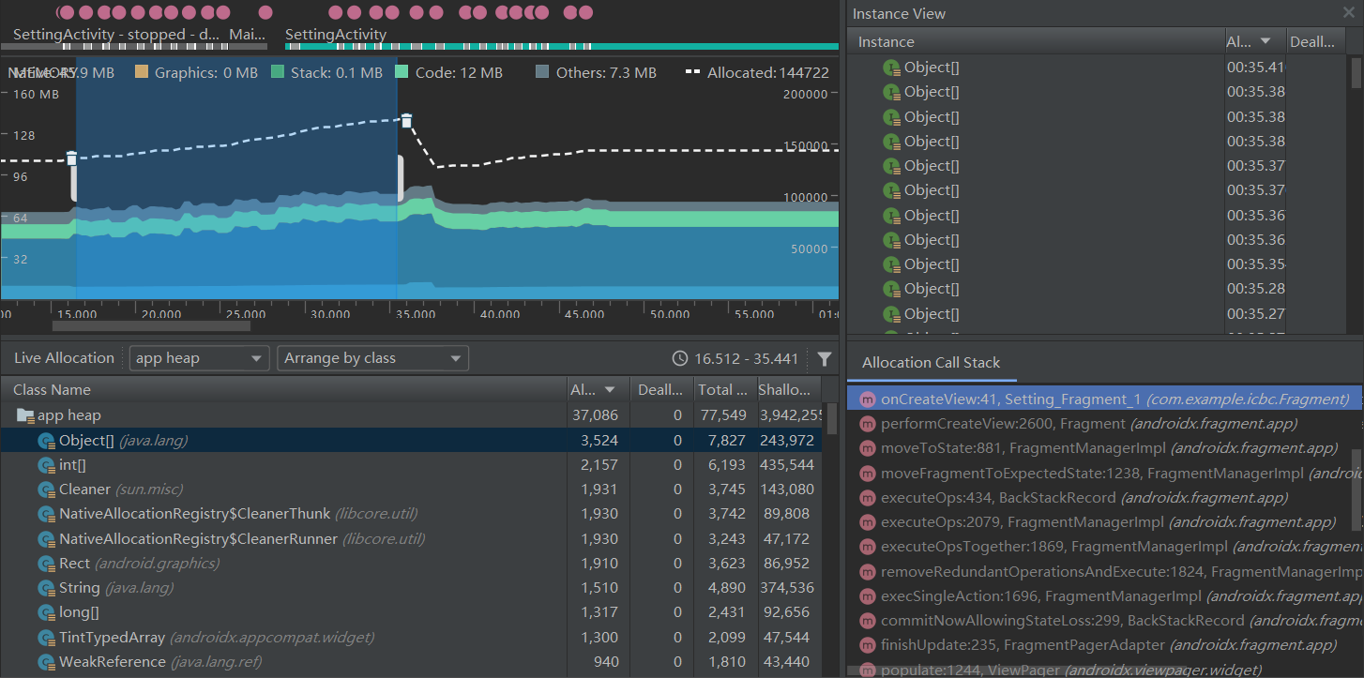 SettingActivity - stopped - d... Mai... SettingActivity
45.9 MB Graphics: 0 MB Stack: 0.1 MB Code: 12 MB Others: 7.3 MB Allocated:144722
160 MB 200000
128
150000
96
100000
64
50000
32
15.000 20.000 25.000 30.000 35.000 40.000 45.000 50.000 55.000
Live Allocation app heap Arrange by class 16.512 - 35.441
Class Name Al... Deall... Total ... Shallo...
app heap 37,086 0 77,549 3,942,255
Object[] (java.lang) 3,524 0 7,827 243,972
int[] 2,157 0 6,193 435,544
Cleaner (sun.misc) 1,931 0 3,745 143,080
NativeAllocationRegistry$CleanerThunk (libcore.util) 1,930 0 3,742 89,808
NativeAllocationRegistry$CleanerRunner (libcore.util) 1,930 0 3,243 47,172
Rect (android.graphics) 1,910 0 3,623 86,952
String (java.lang) 1,510 0 4,890 374,536
long[] 1,317 0 2,431 92,656
TintTypedArray (androidx.appcompat.widget) 1,300 0 2,099 47,544
WeakReference (java.lang.ref) 940 0 1,810 43,440
Instance View
Instance Al... Deall...
Object[] 00:35.41
Object[] 00:35.38
Object[] 00:35.38
Object[] 00:35.38
Object[] 00:35.37
Object[] 00:35.37
Object[] 00:35.36
Object[] 00:35.36
Object[] 00:35.35
Object[] 00:35.28
Object[] 00:35.27
Allocation Call Stack
onCreateView:41, Setting_Fragment_1 (com.example.icbc.Fragment)
performCreateView:2600, Fragment (androidx.fragment.app)
moveToState:881, FragmentManagerImpl (androidx.fragment.app)
moveFragmentToExpectedState:1238, FragmentManagerImpl (androi
executeOps:434, BackStackRecord (androidx.fragment.app)
executeOps:2079, FragmentManagerImpl (androidx.fragment.app)
executeOpsTogether:1869, FragmentManagerImpl (androidx.fragment
removeRedundantOperationsAndExecute:1824, FragmentManagerImp
execSingleAction:1696, FragmentManagerImpl (androidx.fragment.app
commitNowAllowingStateLoss:299, BackStackRecord (androidx.fragm
finishUpdate:235, FragmentPagerAdapter (androidx.fragment.app)
populate:1244, ViewPager (androidx.viewpager.widget)